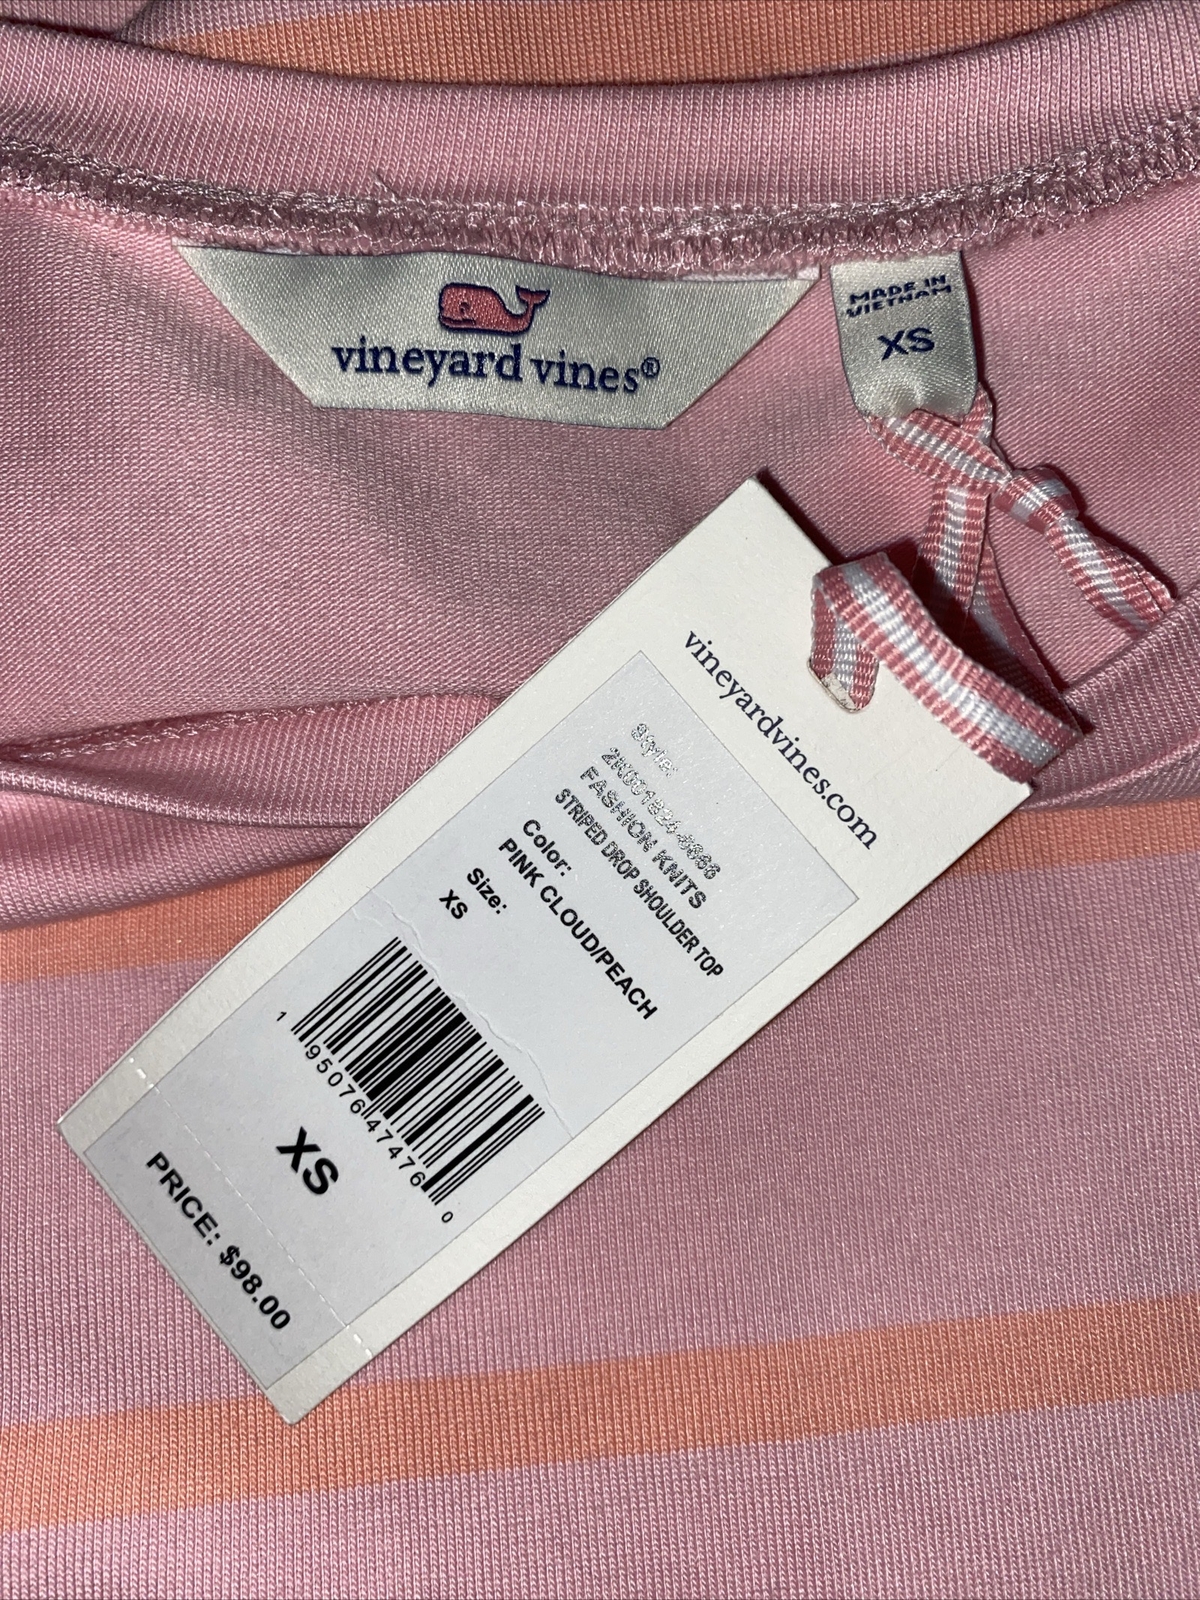 vineyard vines®
MADE IN
VIETNAM
XS
vineyardvines.com
Style:
FASHION KNITS
STRIPED DROP SHOULDER TOP
Color:
PINK CLOUD/PEACH
Size:
XS
1 95076 47476 0
XS
PRICE: $98.00